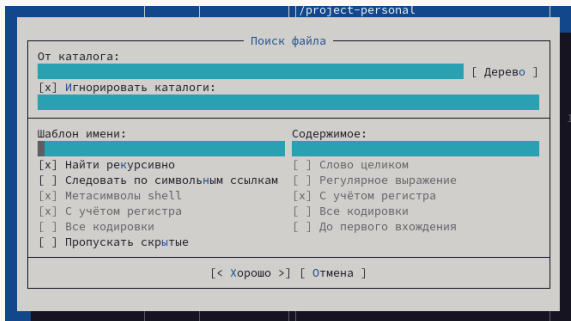 /project-personal
Поиск файла
От каталога:
[ Дерево ]
[x] Игнорировать каталоги:
Шаблон имени:
Содержимое:
[x] Найти рекурсивно
[ ] Слово целиком
[ ] Следовать по символьным ссылкам
[ ] Регулярное выражение
[x] Метасимволы shell
[x] С учётом регистра
[x] С учётом регистра
[ ] Все кодировки
[ ] Все кодировки
[ ] До первого вхождения
[ ] Пропускать скрытые
[< Хорошо >] [ Отмена ]